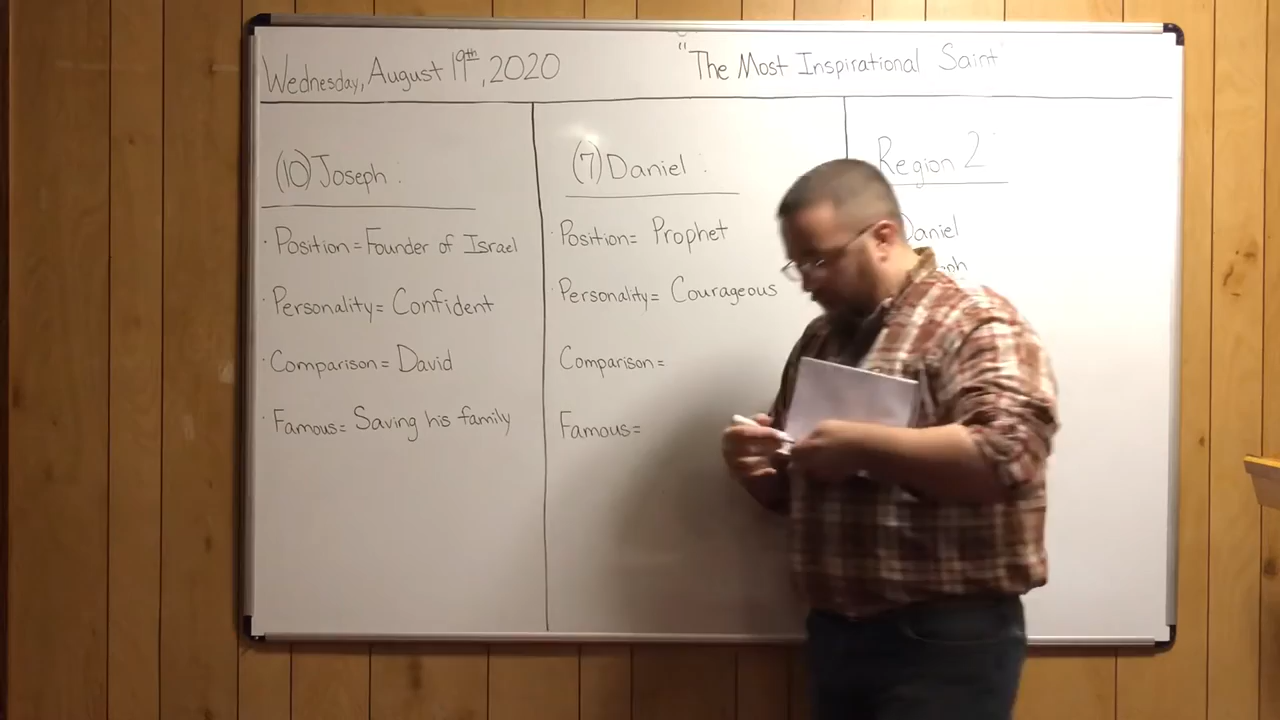 Wednesday, August 19th, 2020
"The Most Inspirational Saint
(10) Joseph :
· Position = Founder of Israel
· Personality = Confident
· Comparison = David
· Famous = Saving his family
(7) Daniel :
· Position = Prophet
Personality = Courageous
Comparison =
Famous =
Region 2
Daniel